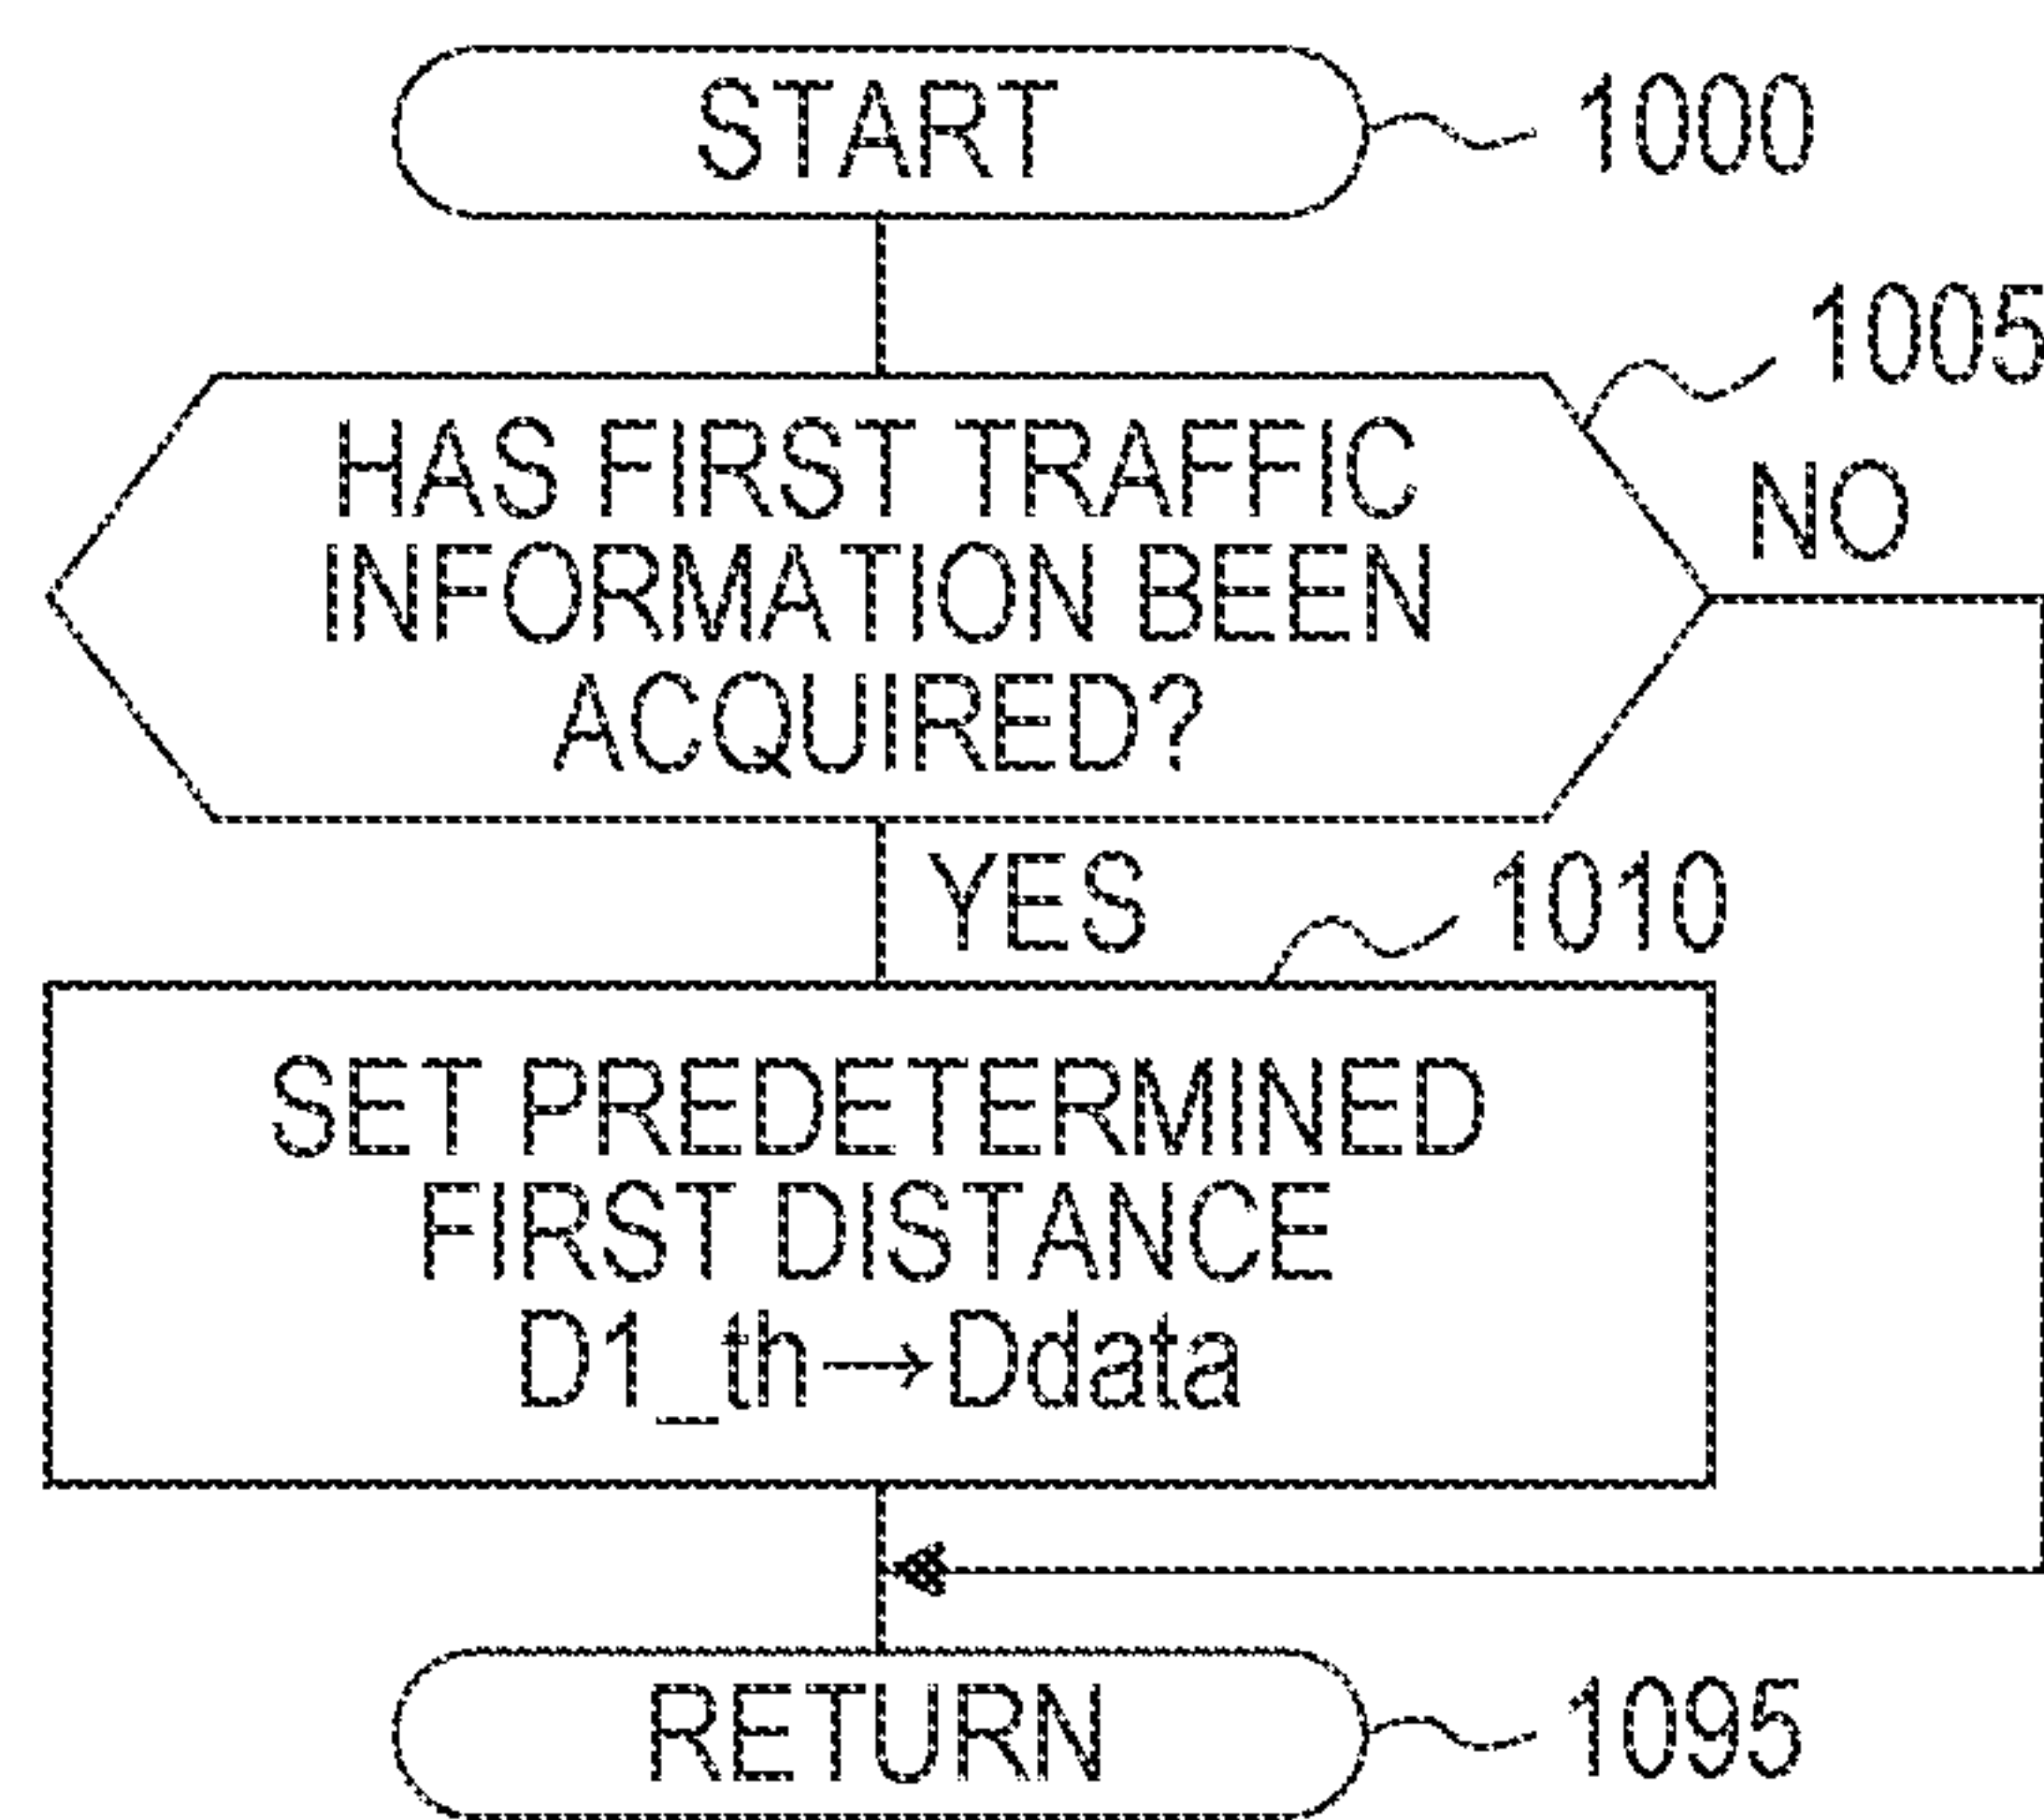 START
1000
1005
HAS FIRST TRAFFIC
INFORMATION BEEN
ACQUIRED?
NO
YES
1010
SET PREDETERMINED
FIRST DISTANCE
D1_th→Ddata
RETURN
1095